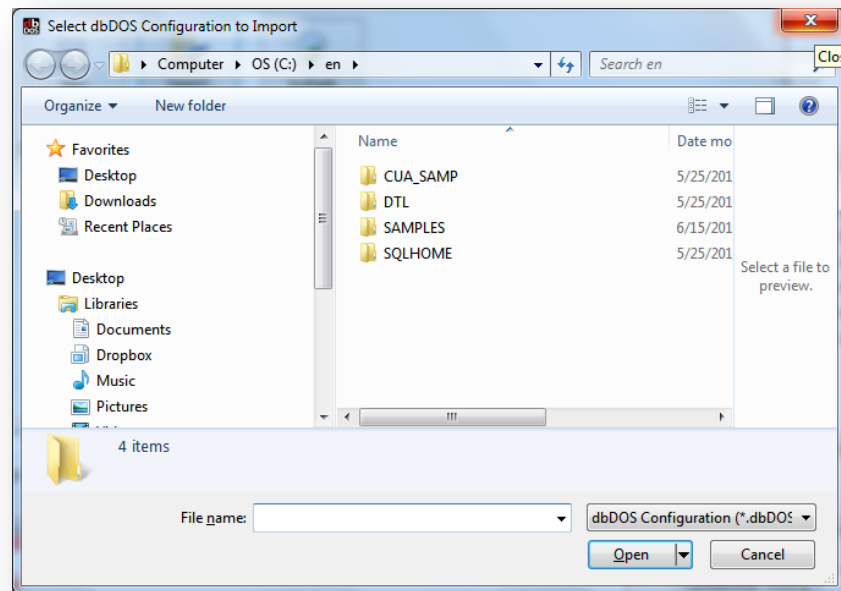 Select dbDOS Configuration to Import
Computer OS (C:) en
Search en
Clo
Organize New folder
Favorites
Desktop
Downloads
Recent Places
Desktop
Libraries
Documents
Dropbox
Music
Pictures
Name Date mo
CUA_SAMP 5/25/201
DTL 5/25/201
SAMPLES 6/15/201
SQLHOME 5/25/201
Select a file to
preview.
4 items
File name:
dbDOS Configuration (*.dbDOS
Open Cancel